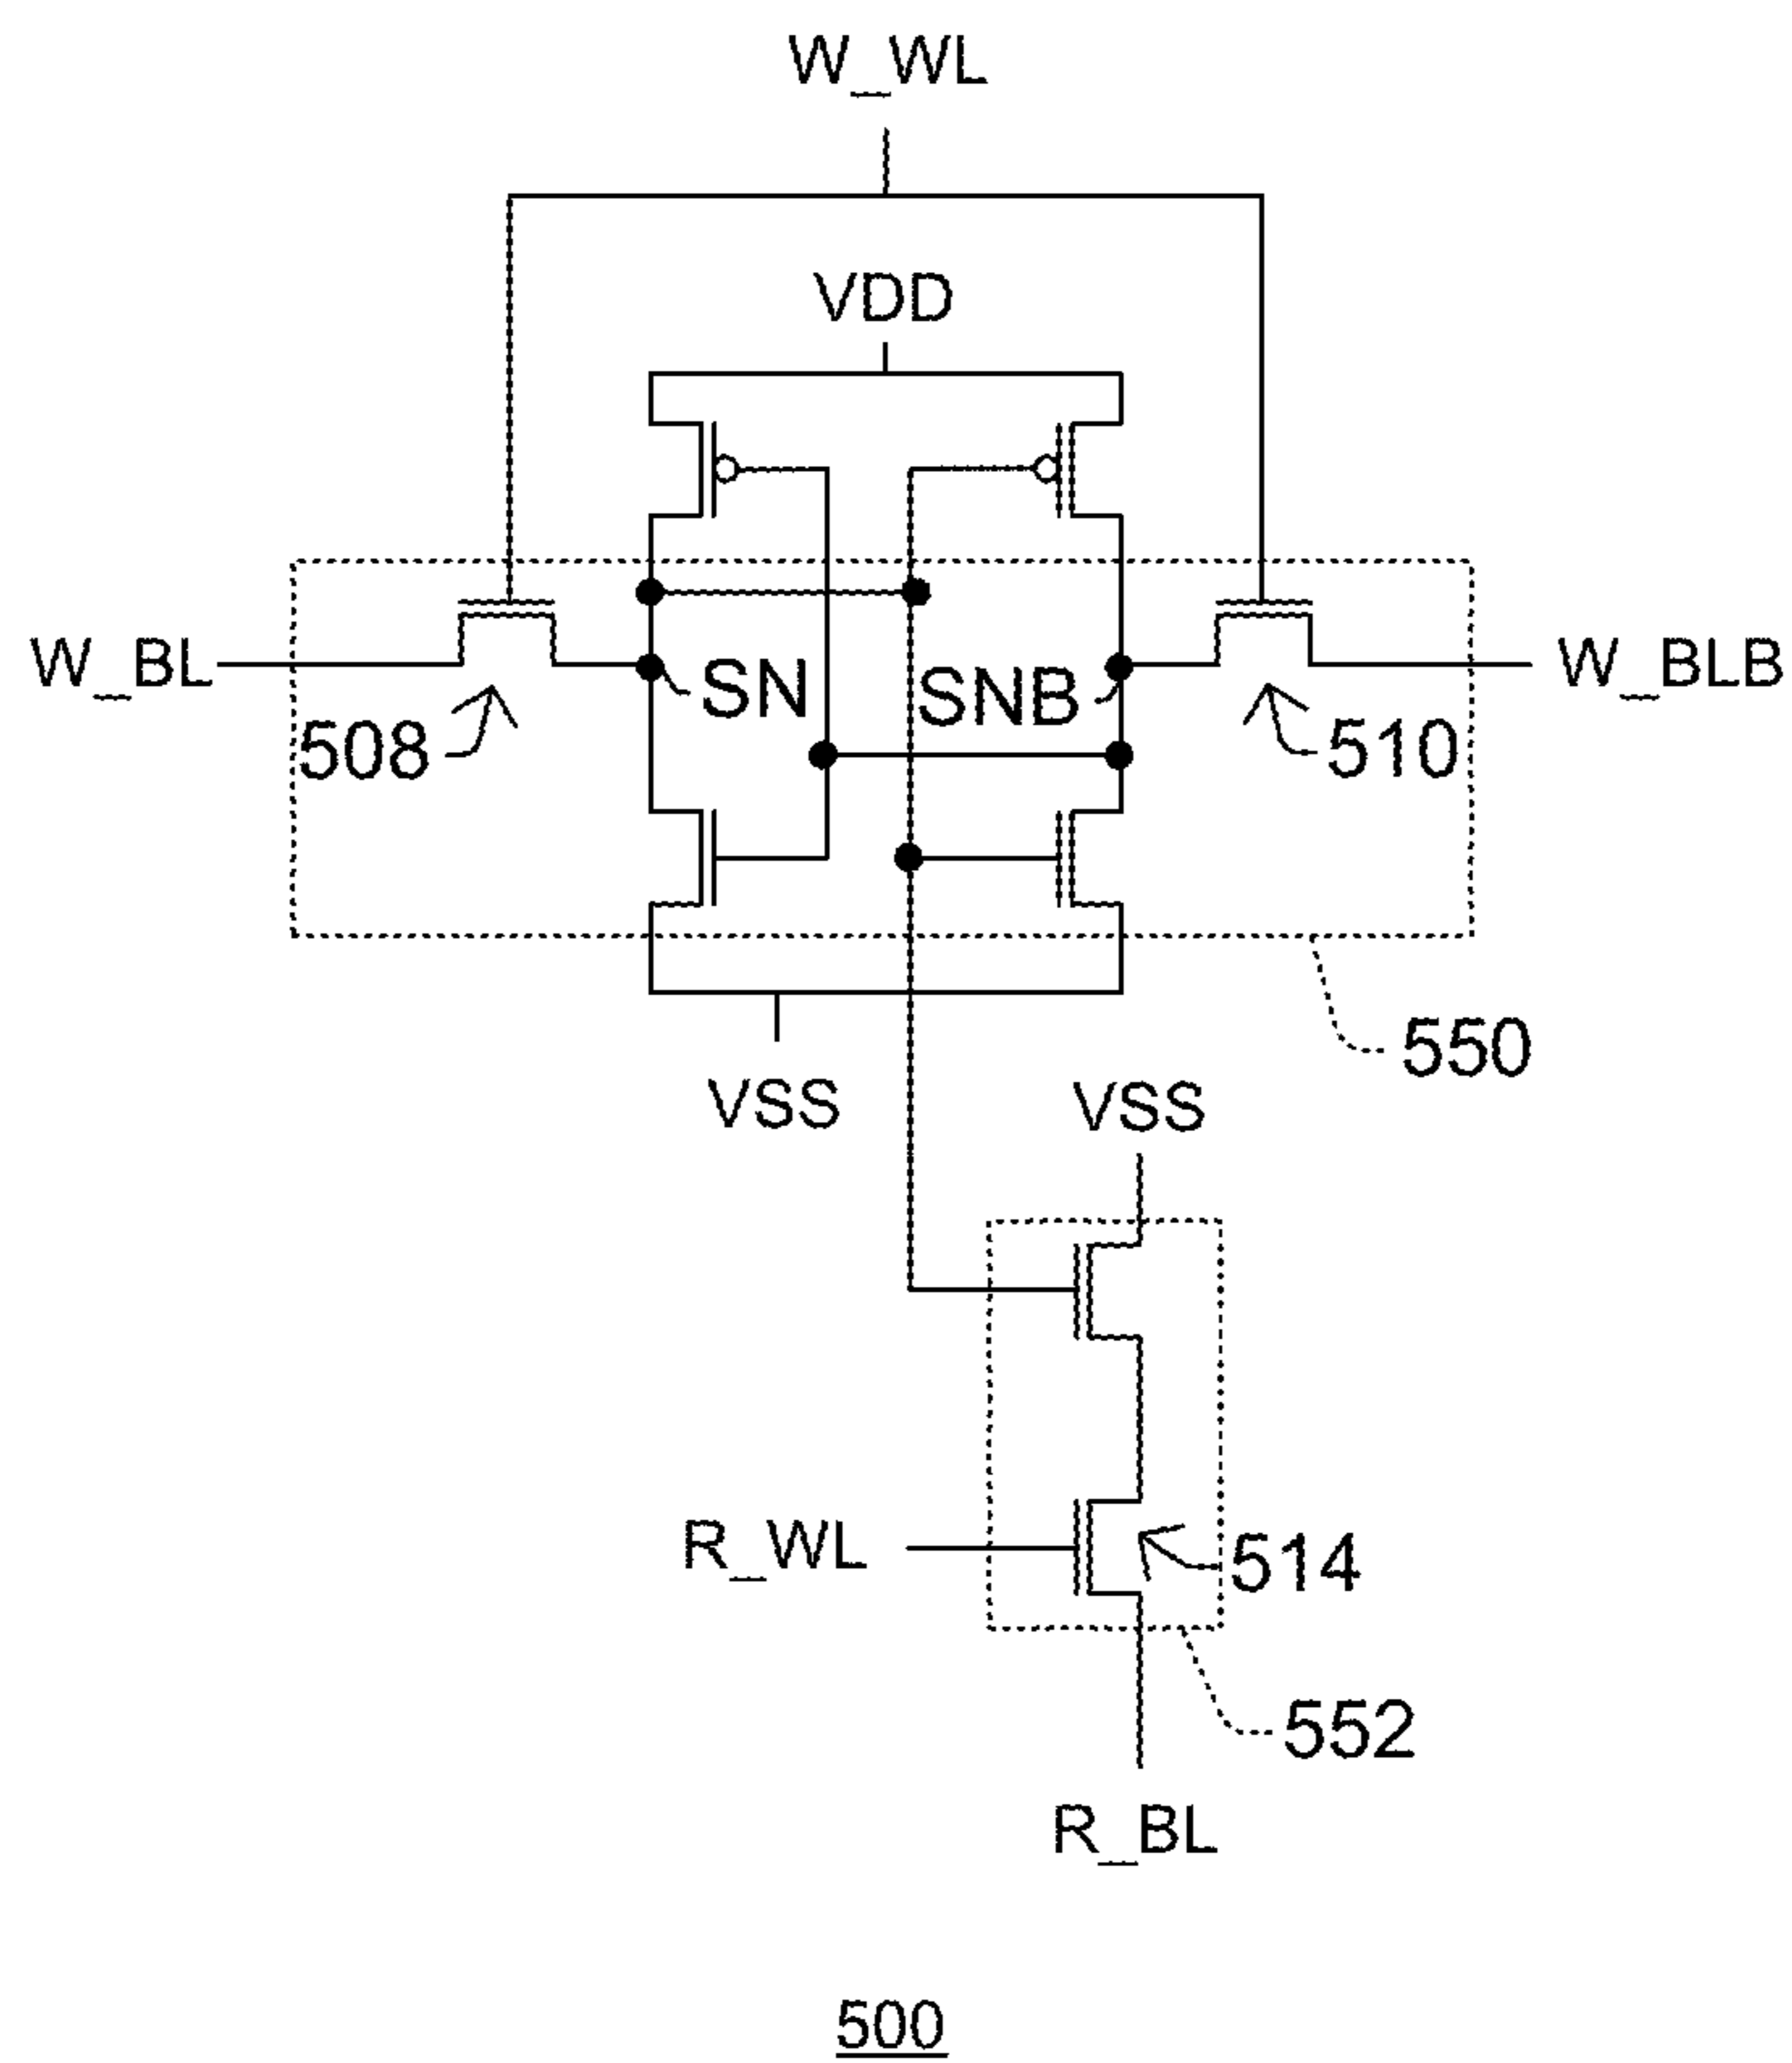 W_WL
VDD
W_BL
SN
SNB
W_BLB
508
510
550
VSS
VSS
R_WL
514
552
R_BL
500